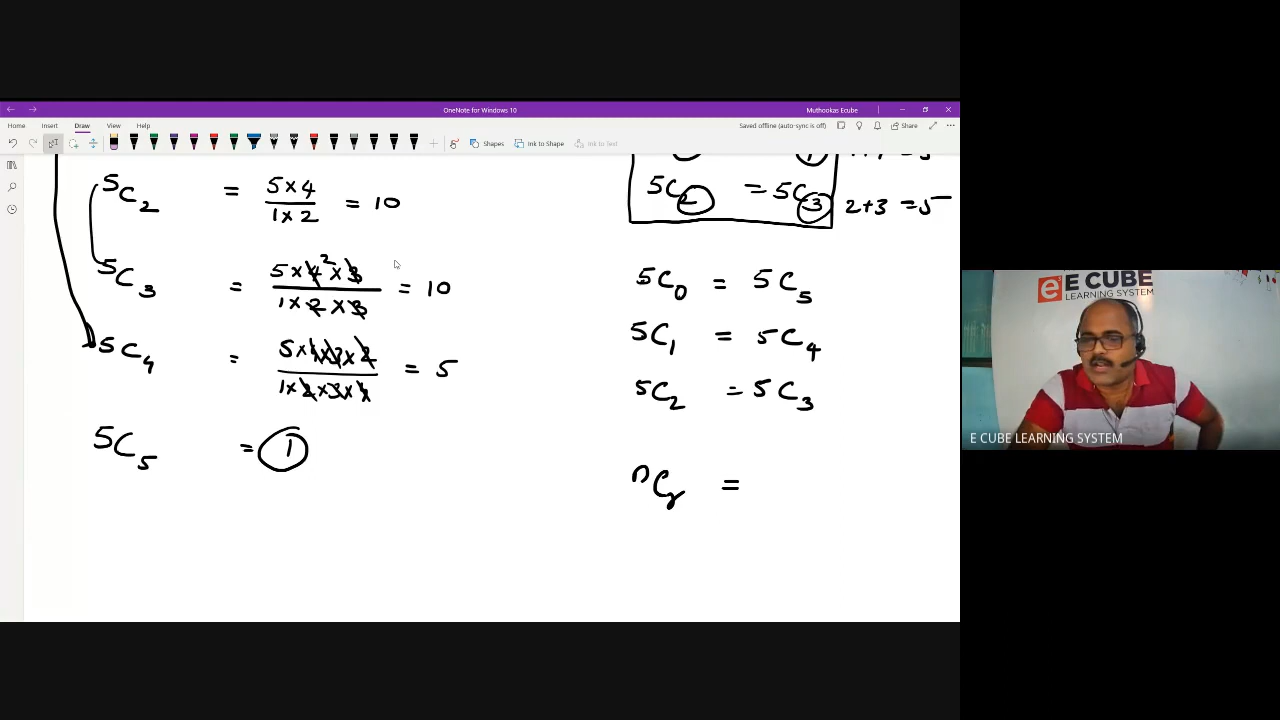 OneNote for Windows 10
Muthookas Ecube
Home Insert Draw View Help
Saved offline (auto-sync is off)
Share
Shapes
Ink to Shape
Ink to Text
5C2 = 5×4 / 1×2 = 10
5C3 = 5×4 2×3 / 1×2×3 = 10
5C4 = 5×4×3×2 / 1×2×3×4 = 5
5C5 = 1
5C2 = 5C3 2+3 = 5
5C0 = 5C5
5C1 = 5C4
5C2 = 5C3
nCr =
e E CUBE
LEARNING SYSTEM
E CUBE LEARNING SYSTEM